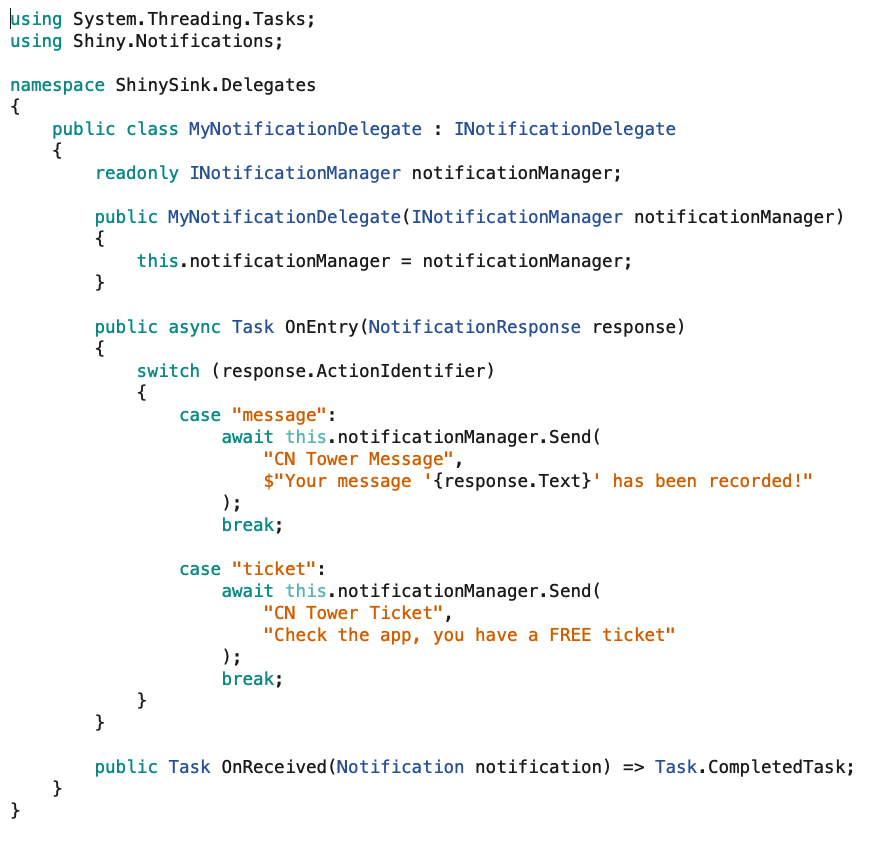 using System.Threading.Tasks;
using Shiny.Notifications;

namespace ShinySink.Delegates
{
    public class MyNotificationDelegate : INotificationDelegate
    {
        readonly INotificationManager notificationManager;

        public MyNotificationDelegate(INotificationManager notificationManager)
        {
            this.notificationManager = notificationManager;
        }

        public async Task OnEntry(NotificationResponse response)
        {
            switch (response.ActionIdentifier)
            {
                case "message":
                    await this.notificationManager.Send(
                        "CN Tower Message",
                        $"Your message '{response.Text}' has been recorded!"
                    );
                    break;

                case "ticket":
                    await this.notificationManager.Send(
                        "CN Tower Ticket",
                        "Check the app, you have a FREE ticket"
                    );
                    break;
            }
        }

        public Task OnReceived(Notification notification) => Task.CompletedTask;
    }
}